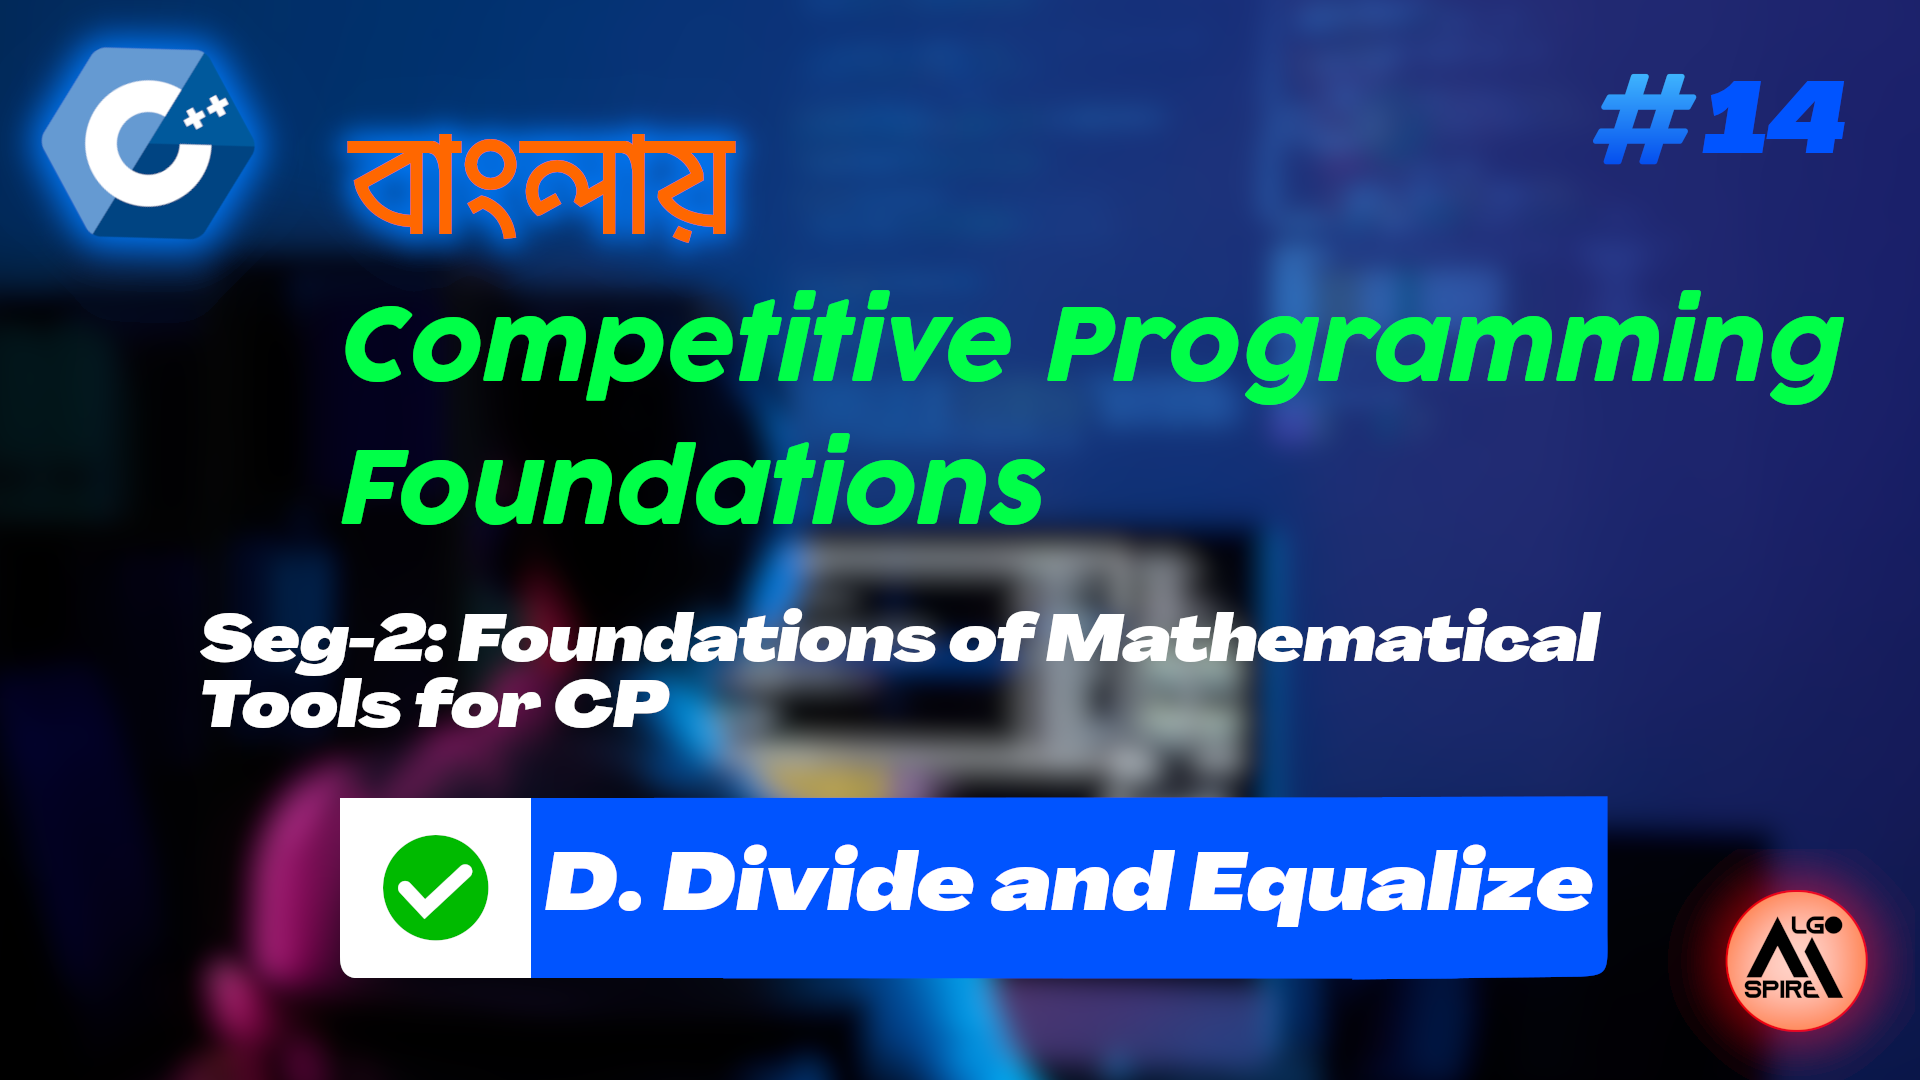 C++
#14
বাংলায়
Competitive Programming
Foundations
Seg-2: Foundations of Mathematical
Tools for CP
D. Divide and Equalize
LGO
SPIRE